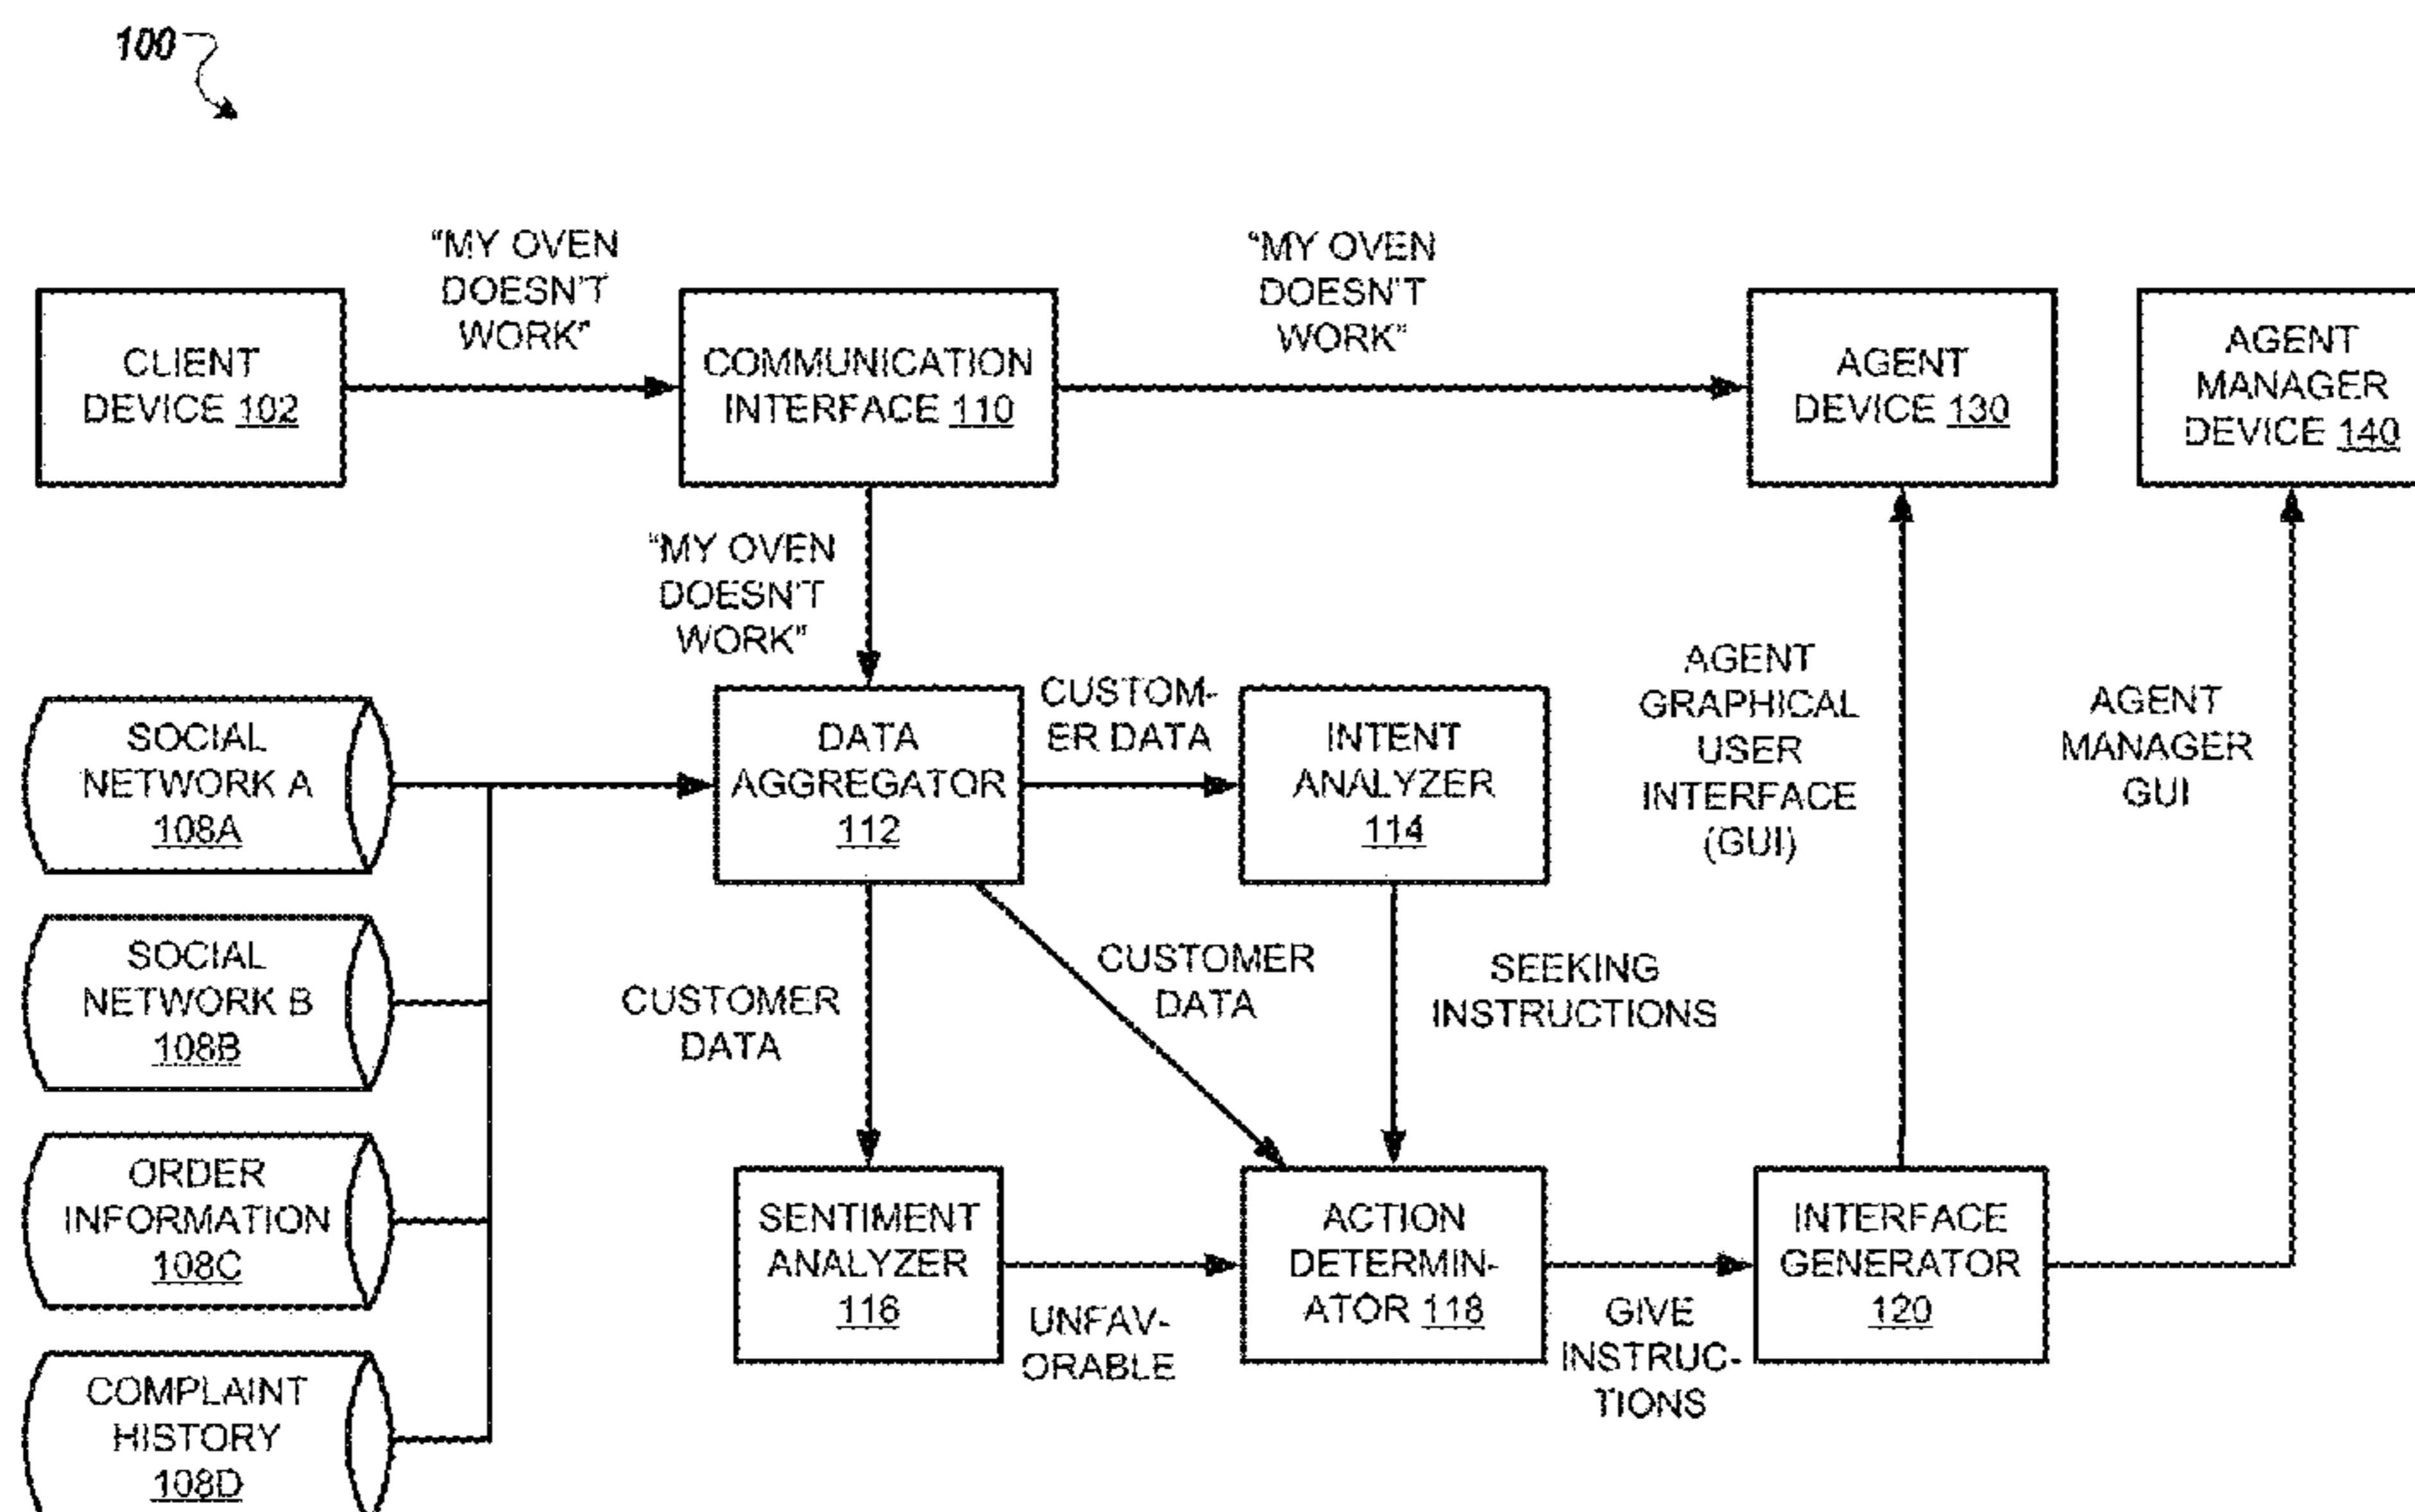 100
"MY OVEN
DOESN'T
WORK"
"MY OVEN
DOESN'T
WORK"
CLIENT
DEVICE 102
COMMUNICATION
INTERFACE 110
AGENT
DEVICE 130
AGENT
MANAGER
DEVICE 140
"MY OVEN
DOESN'T
WORK"
SOCIAL
NETWORK A
108A
DATA
AGGREGATOR
112
CUSTOM-
ER DATA
INTENT
ANALYZER
114
AGENT
GRAPHICAL
USER
INTERFACE
(GUI)
AGENT
MANAGER
GUI
SOCIAL
NETWORK B
108B
CUSTOMER
DATA
CUSTOMER
DATA
SEEKING
INSTRUCTIONS
ORDER
INFORMATION
108C
SENTIMENT
ANALYZER
116
UNFAV-
ORABLE
ACTION
DETERMIN-
ATOR 118
GIVE
INSTRUC-
TIONS
INTERFACE
GENERATOR
120
COMPLAINT
HISTORY
108D